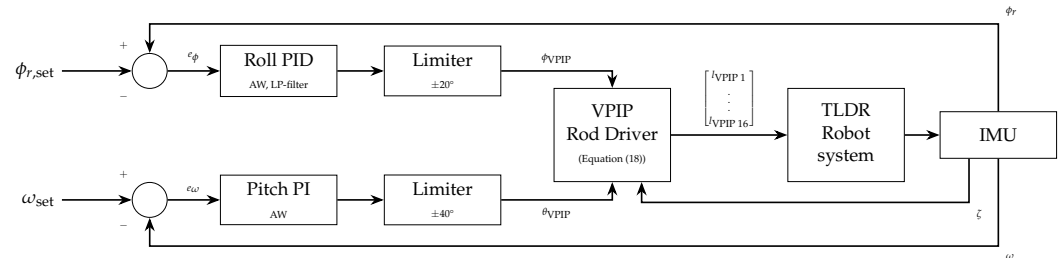 ϕr
+
eϕ
Roll PID
AW, LP-filter
Limiter
±20°
ϕVPIP
ϕr,set
−
VPIP
Rod Driver
(Equation (18))
lVPIP 1
.
.
.
lVPIP 16
TLDR
Robot
system
IMU
+
eω
Pitch PI
AW
Limiter
±40°
θVPIP
ωset
−
ζ
ω